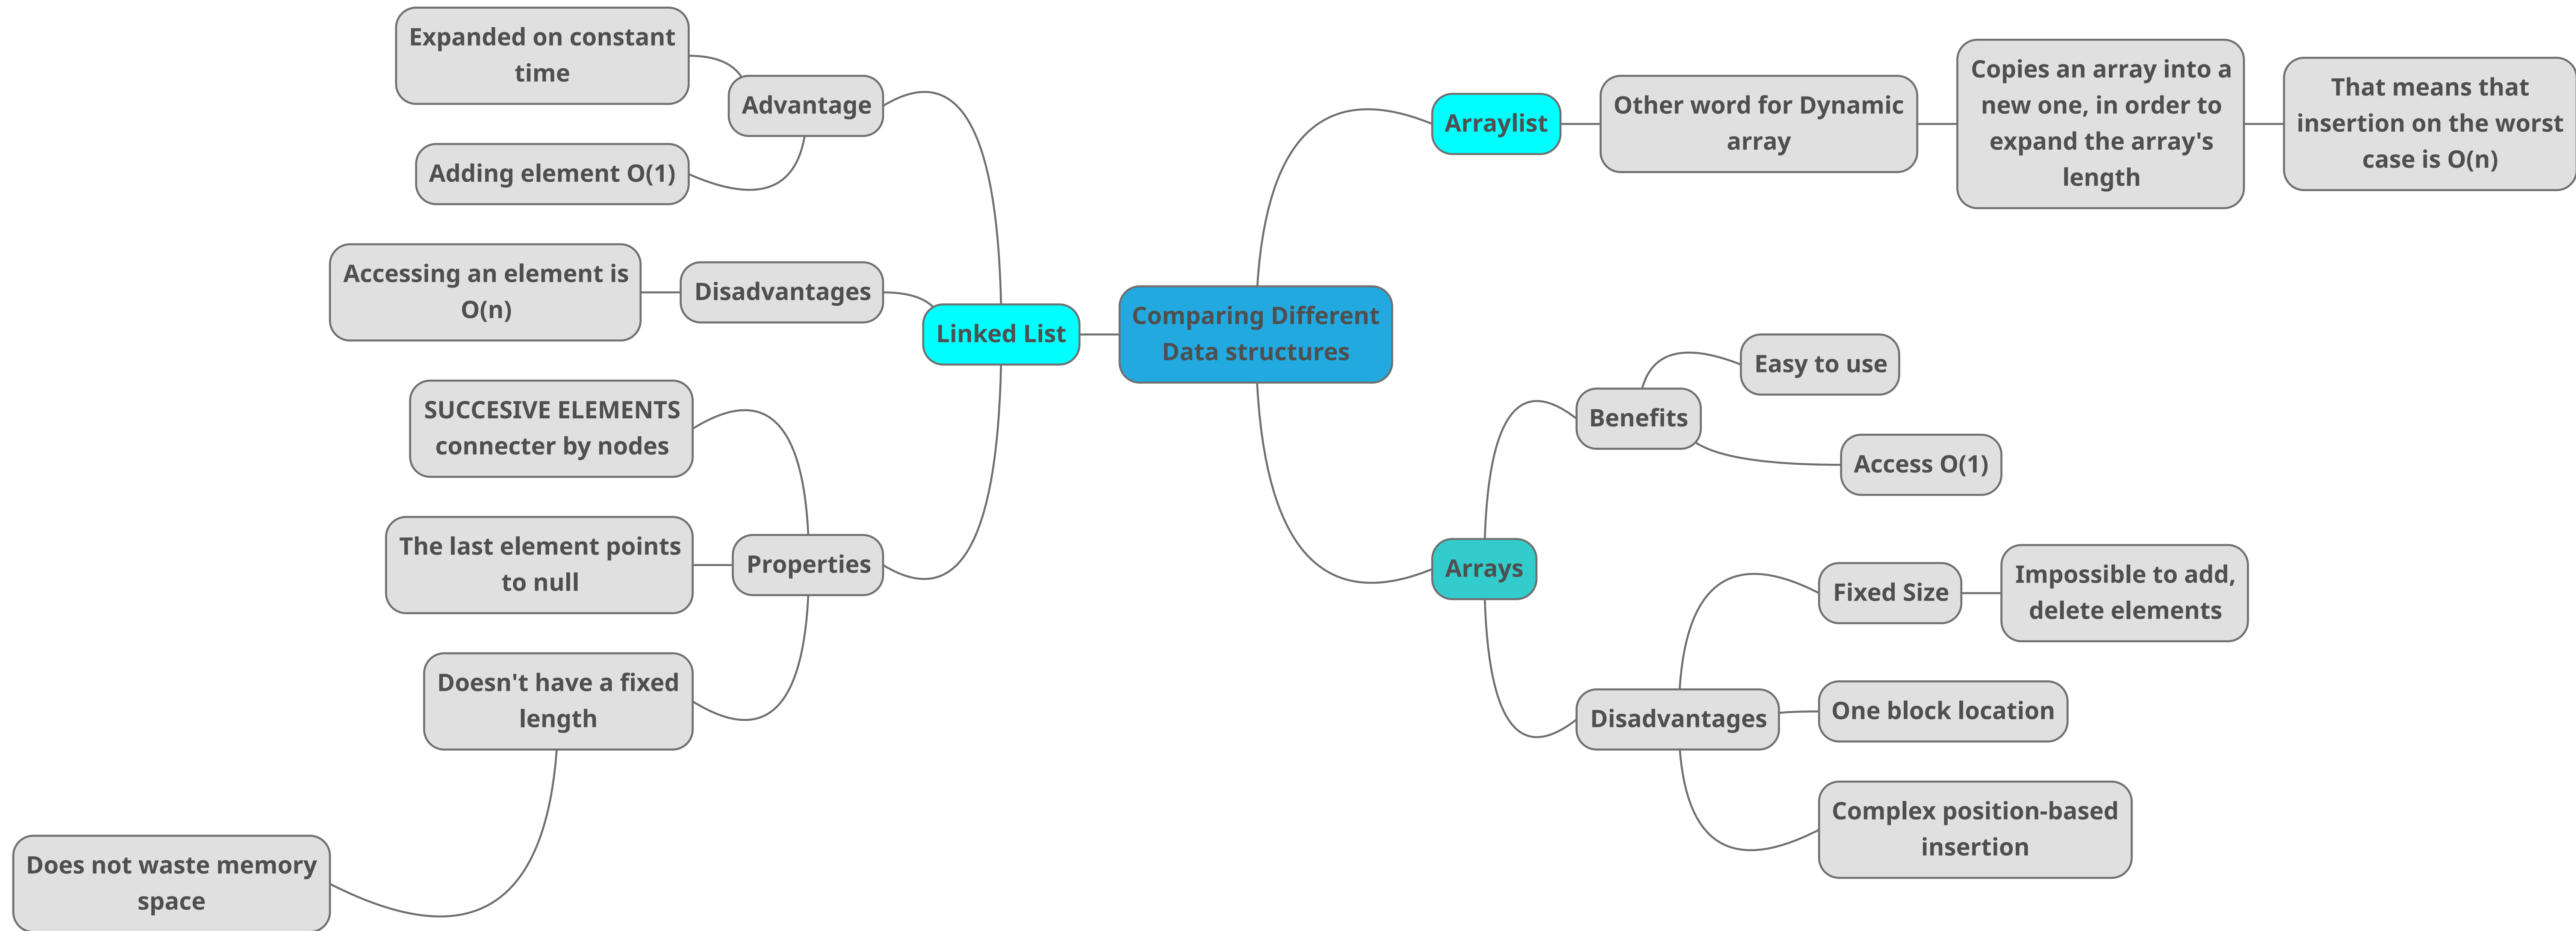 Comparing Different
Data structures
Linked List
Advantage
Expanded on constant
time
Adding element O(1)
Disadvantages
Accessing an element is
O(n)
Properties
SUCCESIVE ELEMENTS
connecter by nodes
The last element points
to null
Doesn't have a fixed
length
Does not waste memory
space
Arraylist
Other word for Dynamic
array
Copies an array into a
new one, in order to
expand the array's
length
That means that
insertion on the worst
case is O(n)
Arrays
Benefits
Easy to use
Access O(1)
Disadvantages
Fixed Size
Impossible to add,
delete elements
One block location
Complex position-based
insertion